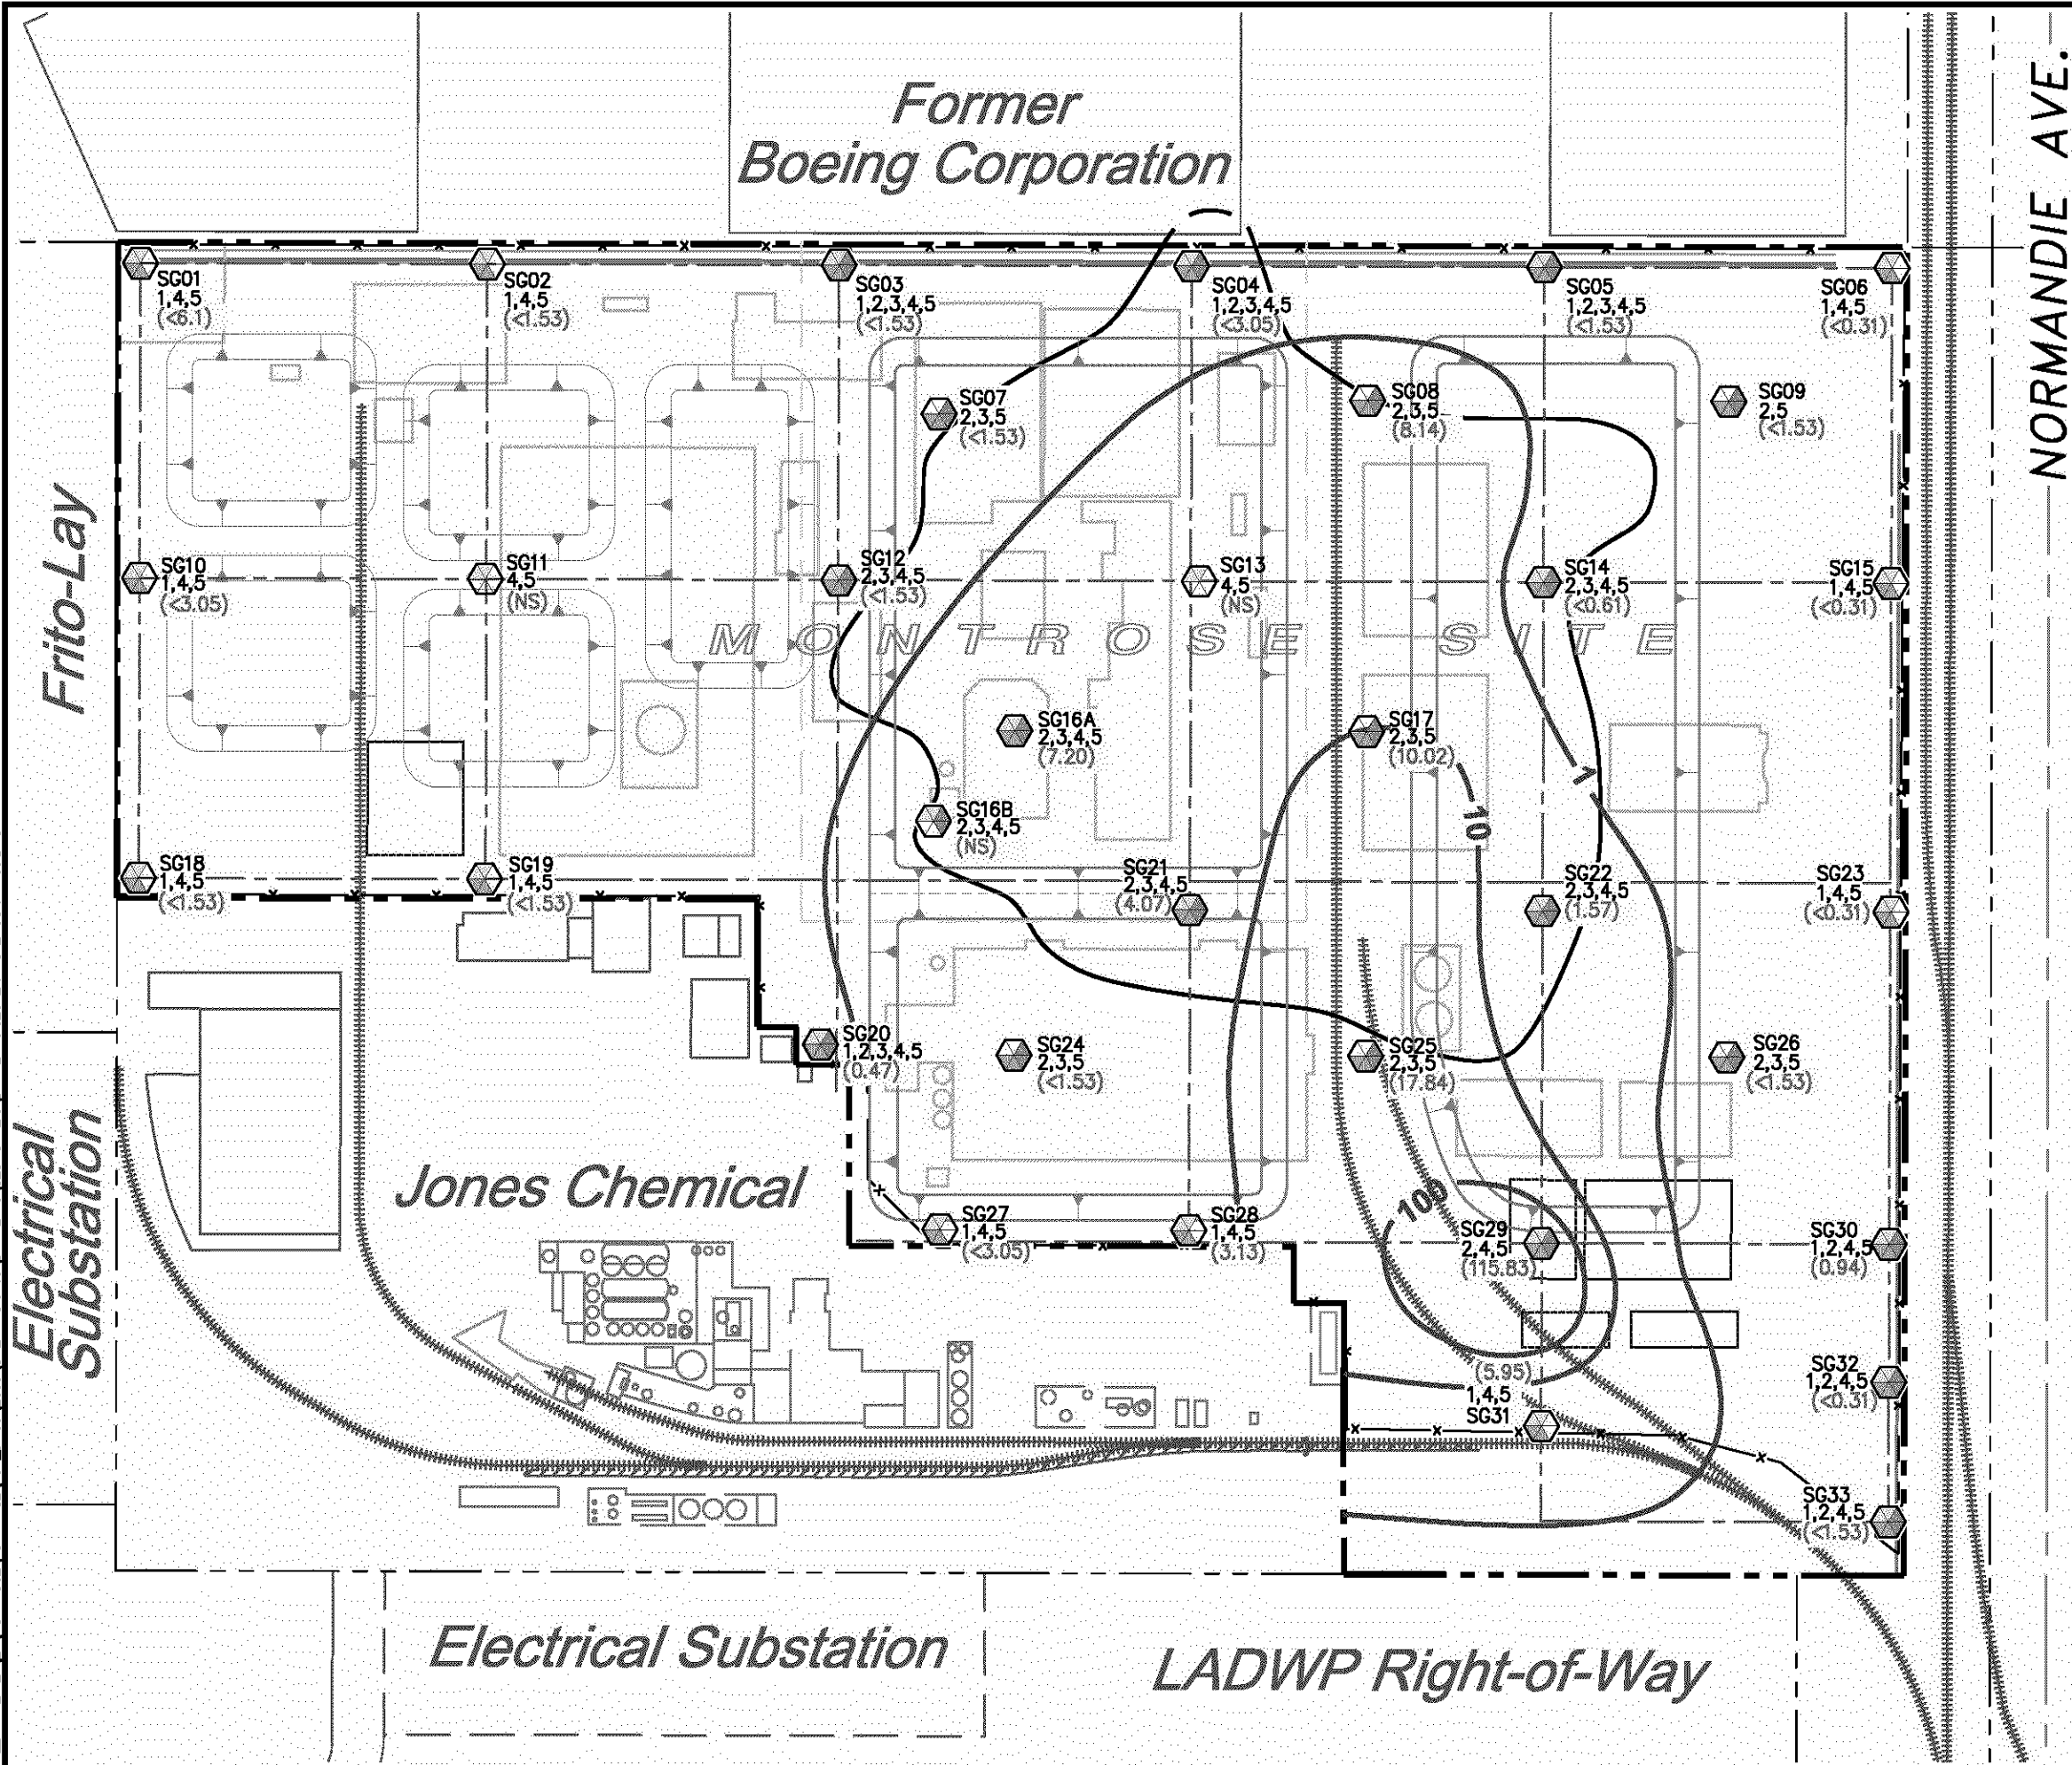 Former
Boeing Corporation
NORMANDIE AVE.
SG01
1,4,5
(<6.1)
SG02
1,4,5
(<1.53)
SG03
1,2,3,4,5
(<1.53)
SG04
1,2,3,4,5
(<3.05)
SG05
1,2,3,4,5
(<1.53)
SG06
1,4,5
(<0.31)
SG07
2,3,5
(<1.53)
SG08
2,3,5
(8.14)
SG09
2,5
(<1.53)
Frito-Lay
SG10
1,4,5
(<3.05)
SG11
4,5
(NS)
SG12
2,3,4,5
(<1.53)
SG13
4,5
(NS)
SG14
2,3,4,5
(<0.61)
SG15
1,4,5
(<0.31)
MONTROSE SITE
SG16A
2,3,4,5
(7.20)
SG17
2,3,5
(10.02)
1
10
SG16B
2,3,4,5
(NS)
SG18
1,4,5
(<1.53)
SG19
1,4,5
(<1.53)
SG21
2,3,4,5
(4.07)
SG22
2,3,4,5
(1.57)
SG23
1,4,5
(<0.31)
SG20
1,2,3,4,5
(0.47)
SG24
2,3,5
(<1.53)
SG25
2,3,5
(17.84)
SG26
2,3,5
(<1.53)
Electrical
Substation
Jones Chemical
100
SG27
1,4,5
(<3.05)
SG28
1,4,5
(3.13)
SG29
2,4,5
(115.83)
SG30
1,2,4,5
(0.94)
(5.95)
1,4,5
SG31
SG32
1,2,4,5
(<0.31)
SG33
1,2,4,5
(<1.53)
Electrical Substation
LADWP Right-of-Way